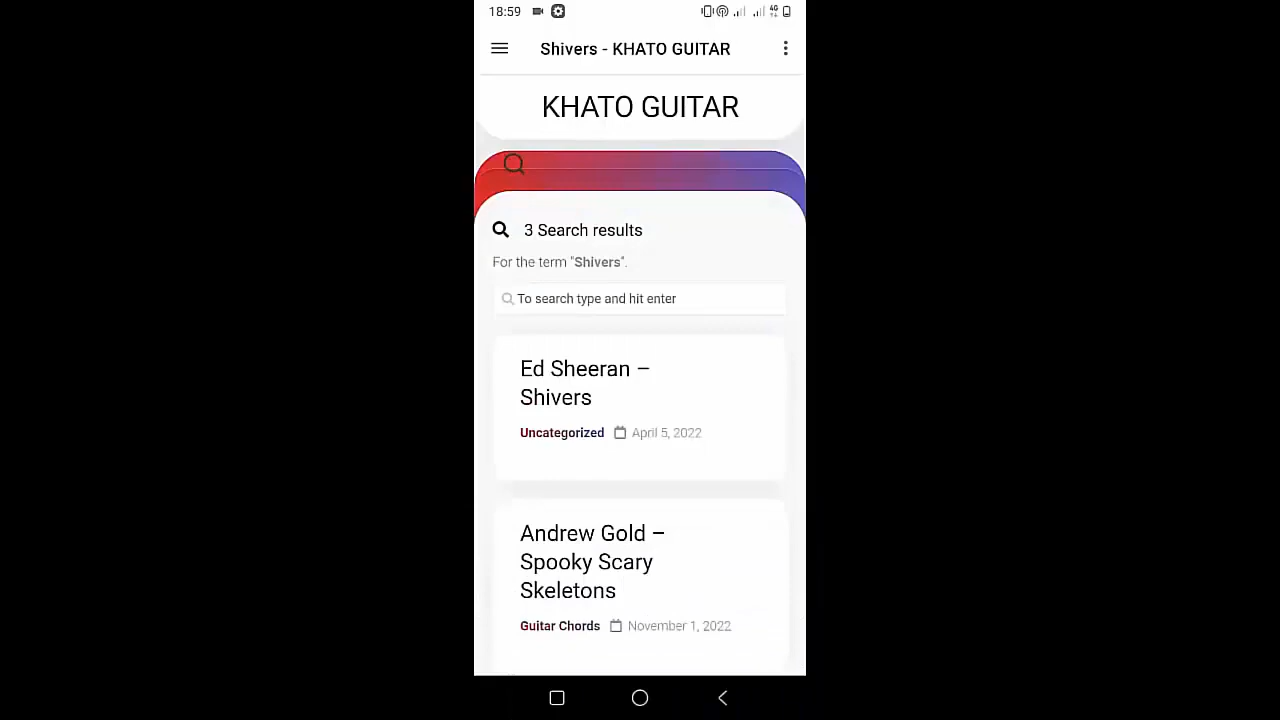 18:59
4G
Shivers - KHATO GUITAR
KHATO GUITAR
3 Search results
For the term "Shivers".
To search type and hit enter
Ed Sheeran –
Shivers
Uncategorized April 5, 2022
Andrew Gold –
Spooky Scary
Skeletons
Guitar Chords November 1, 2022